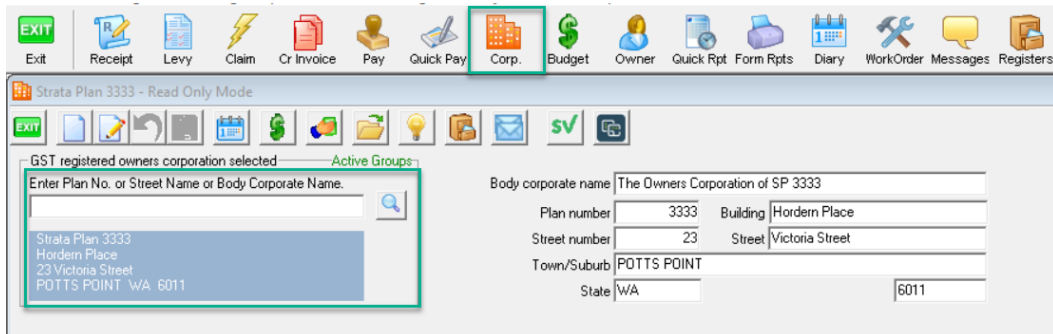 EXIT
Exit Receipt Levy Claim Cr Invoice Pay Quick Pay Corp. Budget Owner Quick Rpt Form Rpts Diary WorkOrder Messages Registers
Strata Plan 3333 - Read Only Mode
EXIT
GST registered owners corporation selected Active Groups
Enter Plan No. or Street Name or Body Corporate Name.
Strata Plan 3333
Hordern Place
23 Victoria Street
POTTS POINT WA 6011
Body corporate name The Owners Corporation of SP 3333
Plan number 3333 Building Hordern Place
Street number 23 Street Victoria Street
Town/Suburb POTTS POINT
State WA 6011